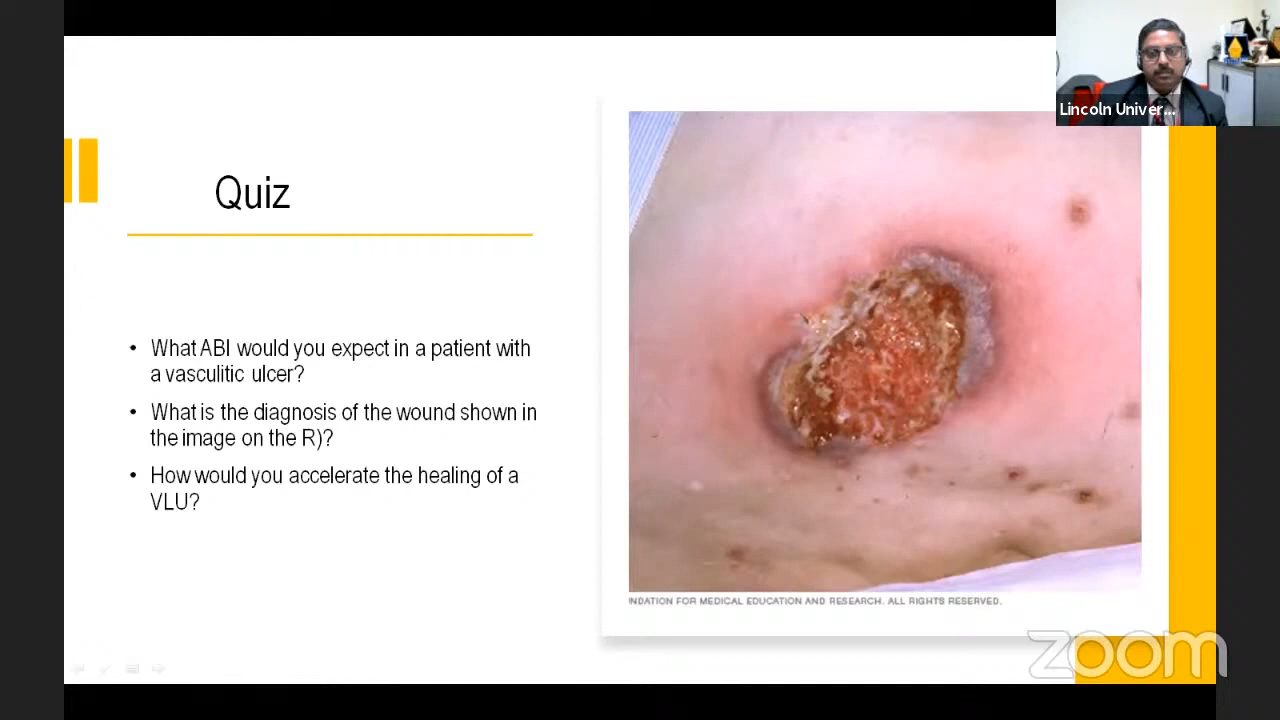 Lincoln Univer...
Quiz
• What ABI would you expect in a patient with
a vasculitic ulcer?
• What is the diagnosis of the wound shown in
the image on the R)?
• How would you accelerate the healing of a
VLU?
NDATION FOR MEDICAL EDUCATION AND RESEARCH. ALL RIGHTS RESERVED.
zoom